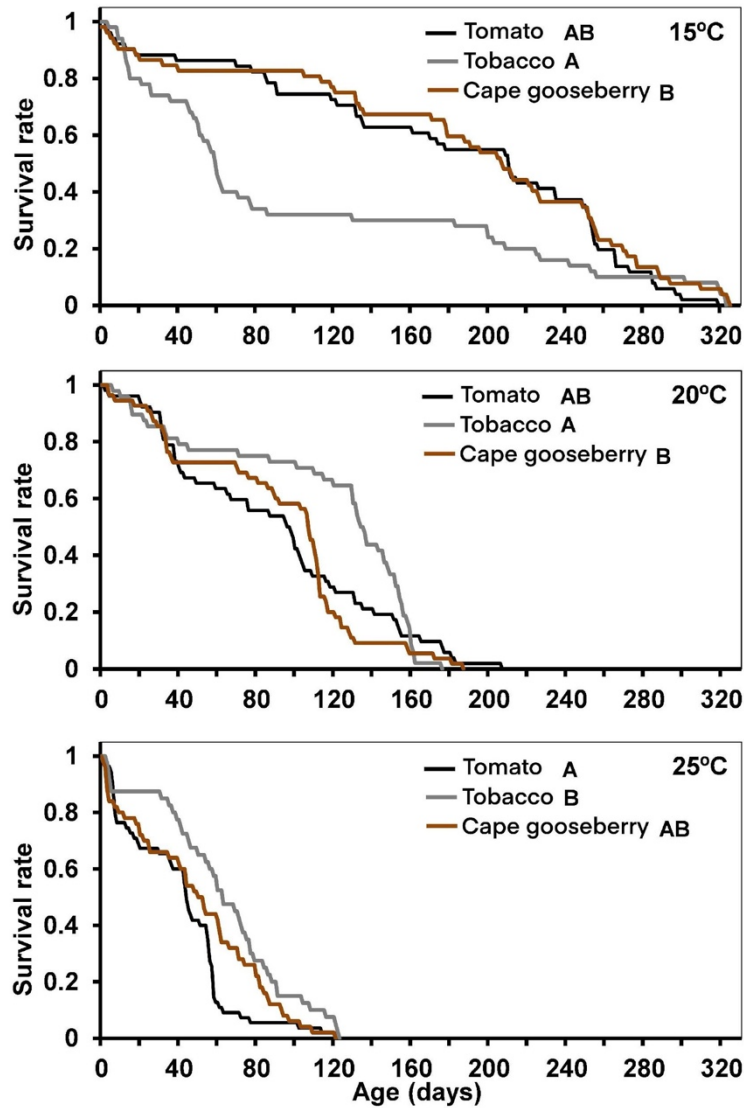 1
0.8
0.6
0.4
0.2
0
Survival rate
Tomato AB
Tobacco A
Cape gooseberry B
15ºC
0 40 80 120 160 200 240 280 320
1
0.8
0.6
0.4
0.2
0
Survival rate
Tomato AB
Tobacco A
Cape gooseberry B
20ºC
0 40 80 120 160 200 240 280 320
1
0.8
0.6
0.4
0.2
0
Survival rate
Tomato A
Tobacco B
Cape gooseberry AB
25ºC
0 40 80 120 160 200 240 280 320
Age (days)